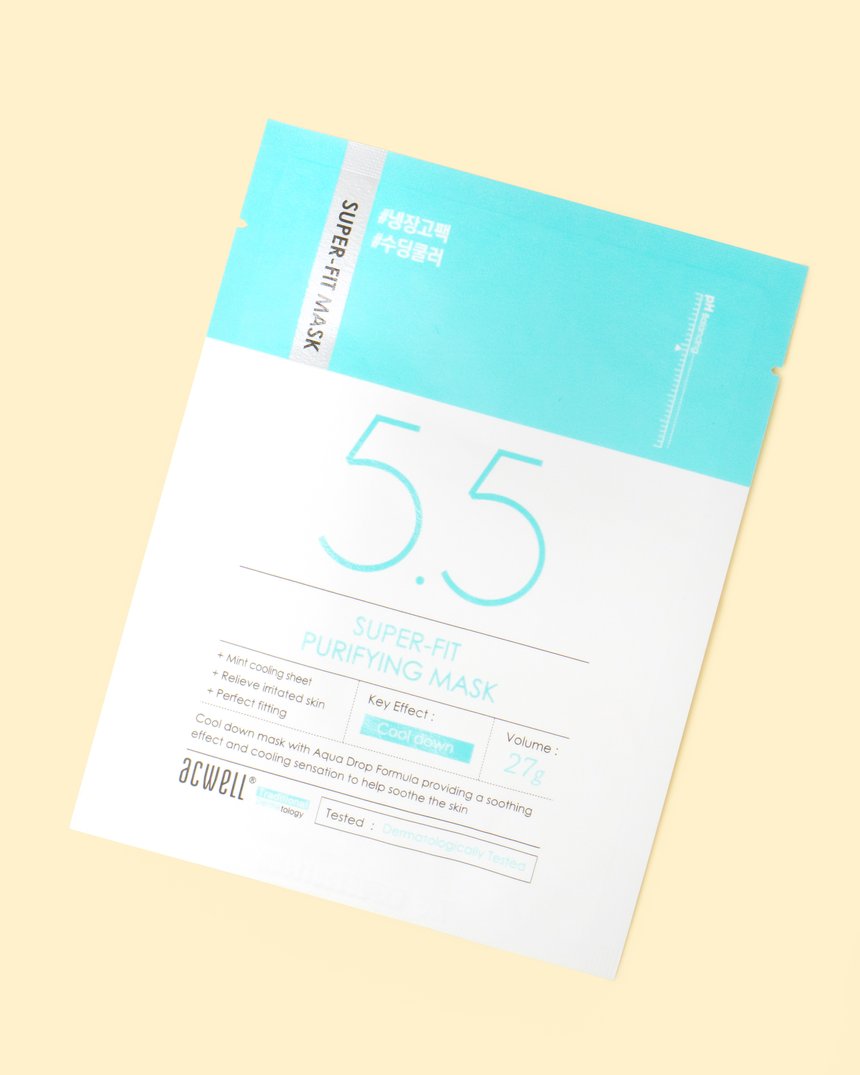 SUPER-FIT MASK
#냉장고팩
#수딩쿨러
pH Balancing
5.5
SUPER-FIT
PURIFYING MASK
+ Mint cooling sheet
+ Relieve irritated skin
+ Perfect fitting
Key Effect :
Cool down
Volume :
27g
Cool down mask with Aqua Drop Formula providing a soothing
effect and cooling sensation to help soothe the skin
acwell®
Traditional
tology
Tested : Dermatologically Tested